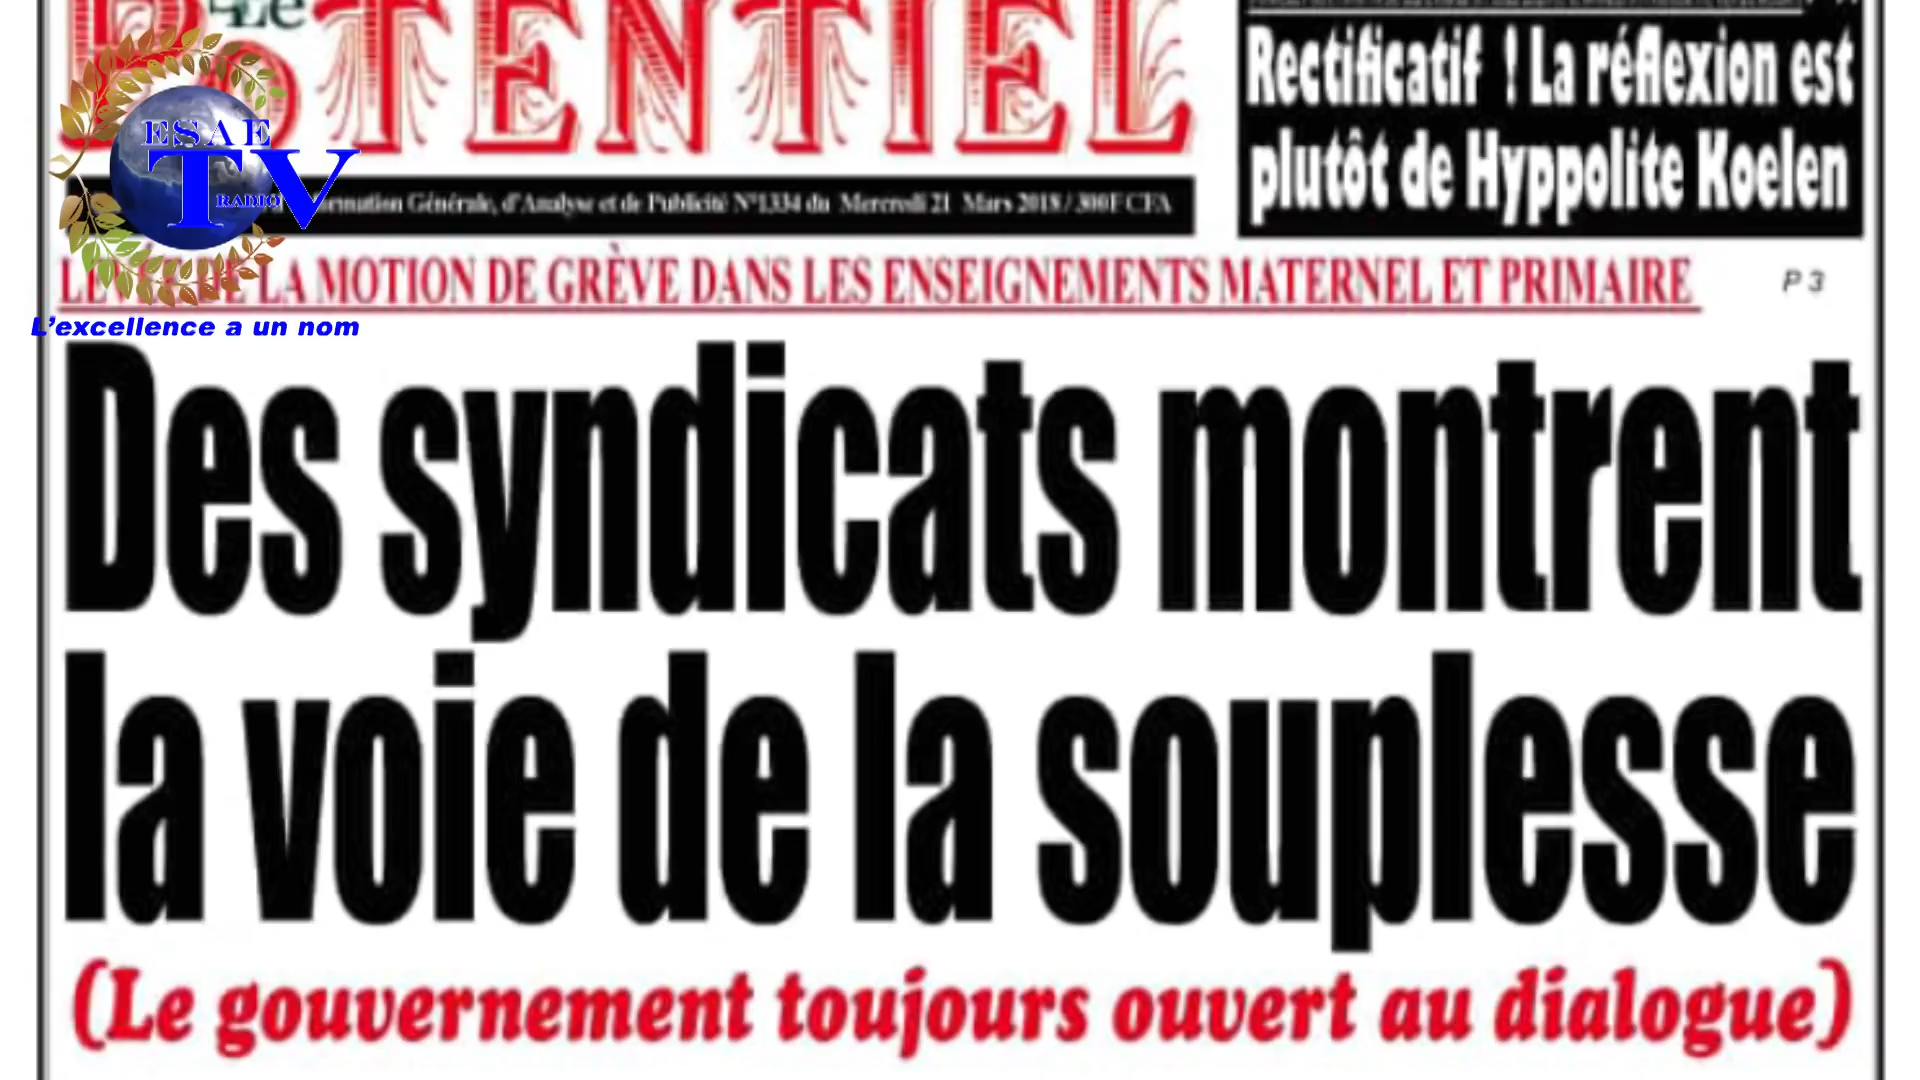 Le
POTENTIEL
Rectificatif ! La réflexion est
plutôt de Hyppolite Koelen
ESAE
TV
RADIO
L'excellence a un nom
Générale, d'Analyse et de Publicité N°1334 du Mercredi 21 Mars 2018 / 300F CFA
LA MOTION DE GRÈVE DANS LES ENSEIGNEMENTS MATERNEL ET PRIMAIRE
P 3
Des syndicats montrent
la voie de la souplesse
(Le gouvernement toujours ouvert au dialogue)